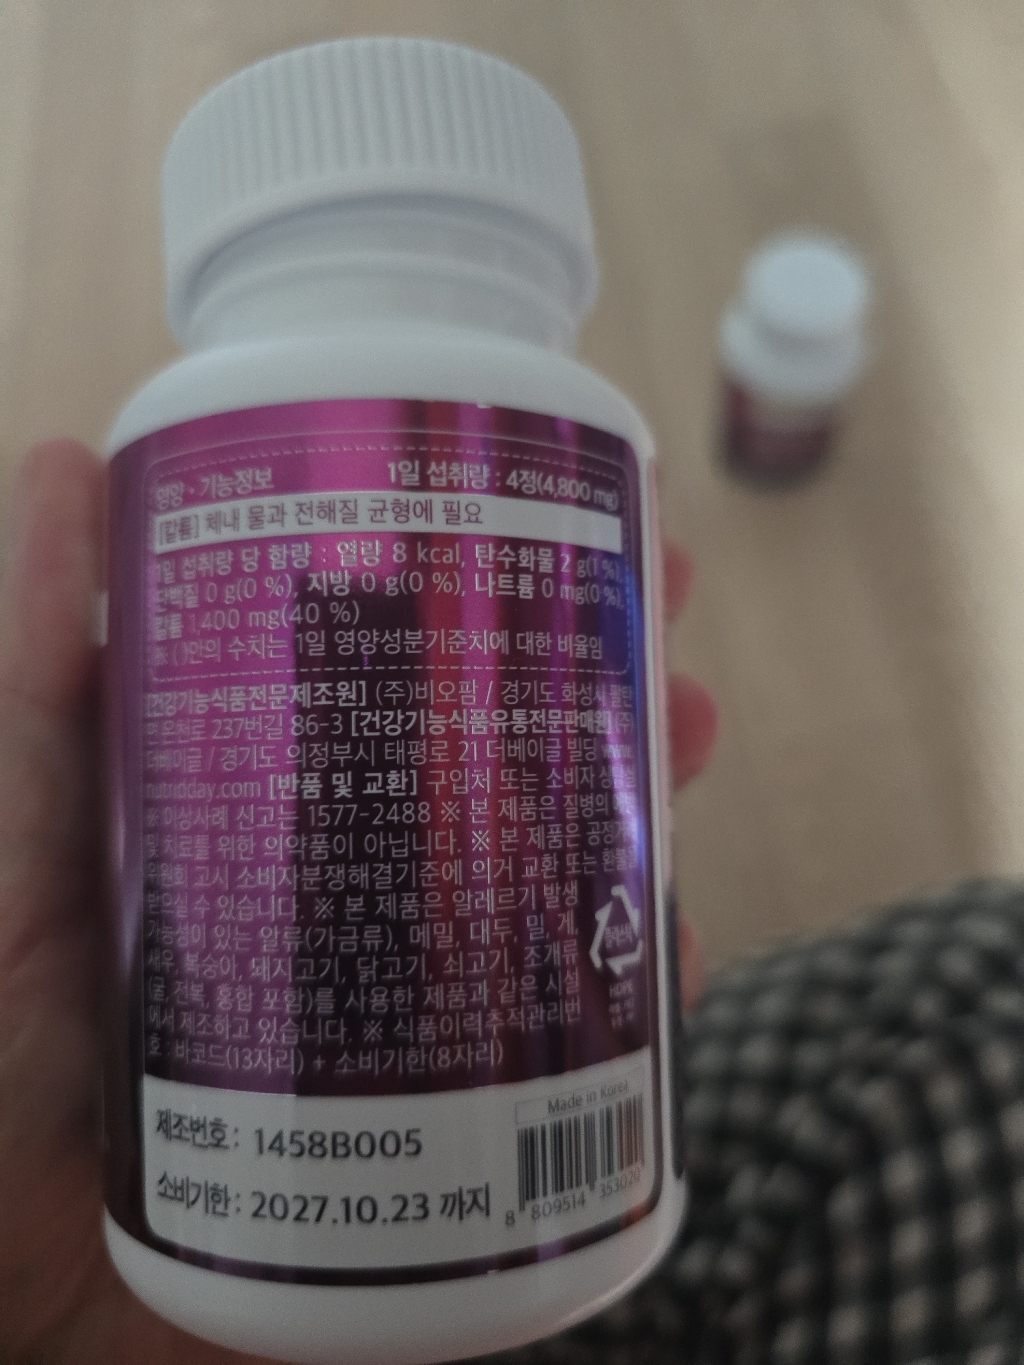 영양·기능정보 1일 섭취량 : 4정(4,800 mg)
[칼륨] 체내 물과 전해질 균형에 필요
1일 섭취량 당 함량 : 열량 8 kcal, 탄수화물 2 g(1 %),
단백질 0 g(0 %), 지방 0 g(0 %), 나트륨 0 mg(0 %),
칼륨 1,400 mg(40 %)
※ ( )안의 수치는 1일 영양성분기준치에 대한 비율임
[건강기능식품전문제조원] (주)비오팜 / 경기도 화성시 팔탄
면 온천로 237번길 86-3 [건강기능식품유통전문판매원] (주)
더베이글 / 경기도 의정부시 태평로 21 더베이글 빌딩 www.
nutridday.com [반품 및 교환] 구입처 또는 소비자
※ 이상사례 신고는 1577-2488 ※ 본 제품은 질병의
및 치료를 위한 의약품이 아닙니다. ※ 본 제품은 공정거
위원회 고시 소비자분쟁해결기준에 의거 교환 또는 환불을
받으실 수 있습니다. ※ 본 제품은 알레르기 발생
가능성이 있는 알류(가금류), 메밀, 대두, 밀, 게,
새우, 복숭아, 돼지고기, 닭고기, 쇠고기, 조개류
(굴, 전복, 홍합 포함)를 사용한 제품과 같은 시설
에서 제조하고 있습니다. ※ 식품이력추적관리번
호 : 바코드(13자리) + 소비기한(8자리)
플라스틱
HDPE
Made in Korea
제조번호 : 1458B005
소비기한 : 2027.10.23 까지
8 809514 353020